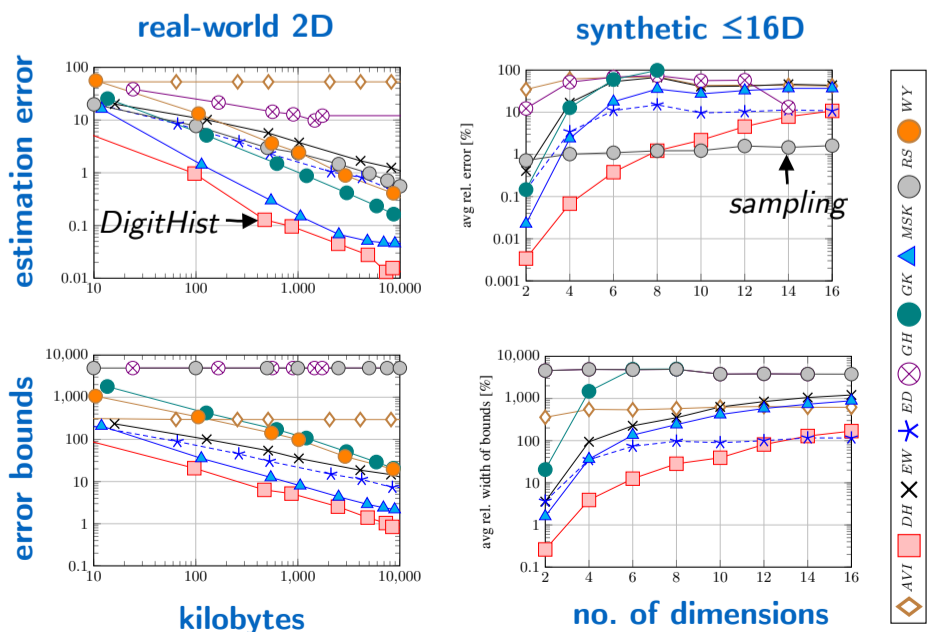 real-world 2D
synthetic ≤16D
estimation error
100
10
1
0.1
0.01
10
100
1.000
10.000
DigitHist
avg rel. error [%]
100
10
1
0.1
0.01
0.001
2
4
6
8
10
12
14
16
sampling
error bounds
10,000
1,000
100
10
1
0.1
10
100
1,000
10,000
kilobytes
avg rel. width of bounds [%]
10,000
1,000
100
10
1
0.1
2
4
6
8
10
12
14
16
no. of dimensions
AVI
DH
EW
ED
GH
GK
MSK
RS
WY